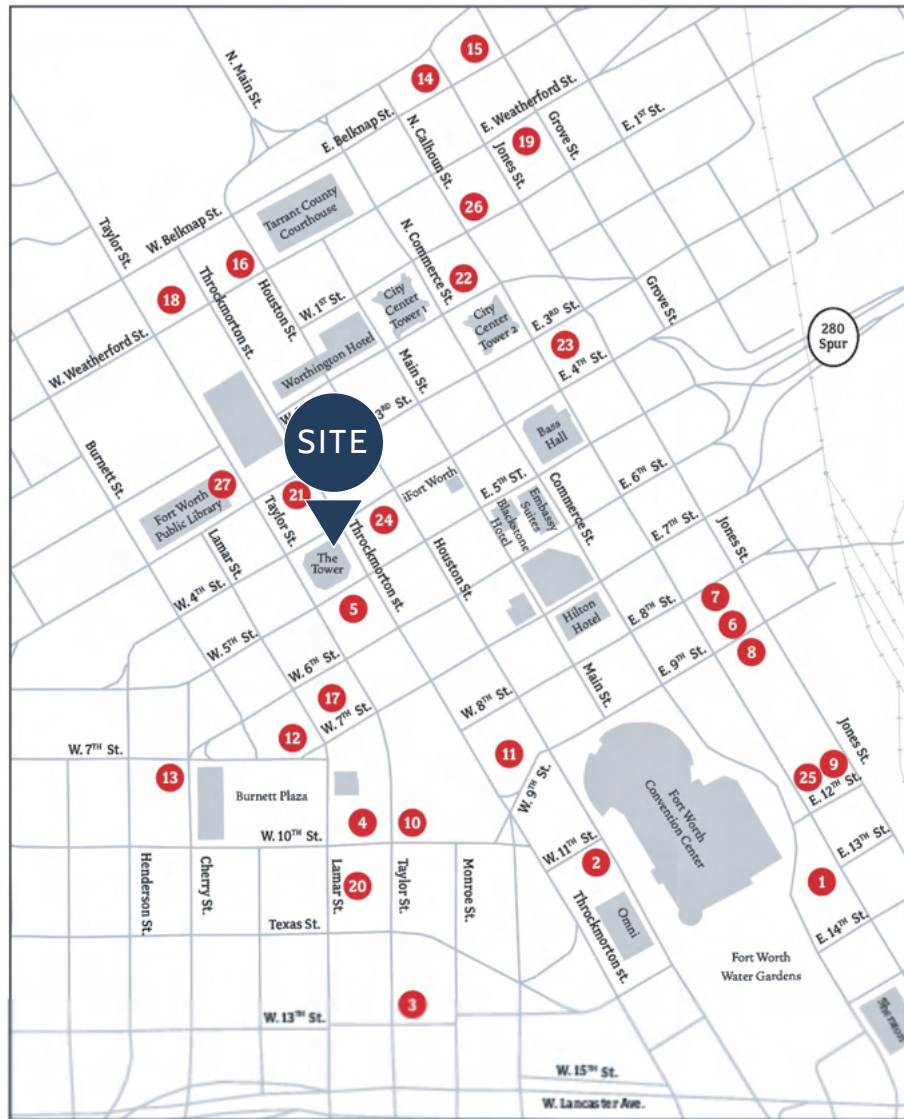 15
14
N. Main St.
E. Weatherford St.
E. Belknap St.
E. 1ST St.
Grove St.
N. Calhoun St.
19
Jones St.
Tarrant County
Courthouse
26
W. Belknap St.
Taylor St.
N. Commerce St.
16
Throckmorton st.
Houston St.
22
City
Center
Tower 1
18
W. 1ST St.
Grove St.
City
Center
Tower 2
E. 3RD St.
280
Spur
W. Weatherford St.
Worthington Hotel
Main St.
23
E. 4TH St.
3RD St.
SITE
Bass
Hall
Burnett St.
E. 6TH St.
27
Fort Worth
Public Library
21
iFort Worth
E. 5TH ST.
Commerce St.
Taylor St.
24
Blackstone
Hotel
Embassy
Suites
Jones St.
E. 7TH St.
Lamar St.
The
Tower
Throckmorton st.
Houston St.
W. 4TH St.
5
7
6
Hilton
Hotel
E. 8TH St.
W. 5TH St.
8
E. 9TH St.
W. 6TH St.
Main St.
17
W. 8TH St.
W. 7TH St.
12
11
Jones St.
W. 7TH St.
13
25
9
W. 9TH St.
E. 12TH St.
Burnett Plaza
Fort Worth
Convention Center
4
10
W. 10TH St.
E. 13TH St.
W. 11TH St.
2
1
Henderson St.
Cherry St.
Lamar St.
20
Taylor St.
Monroe St.
Throckmorton st.
Omni
Texas St.
E. 14TH St.
Fort Worth
Water Gardens
3
W. 13TH St.
Sheraton
W. 15TH St.
W. Lancaster Ave.